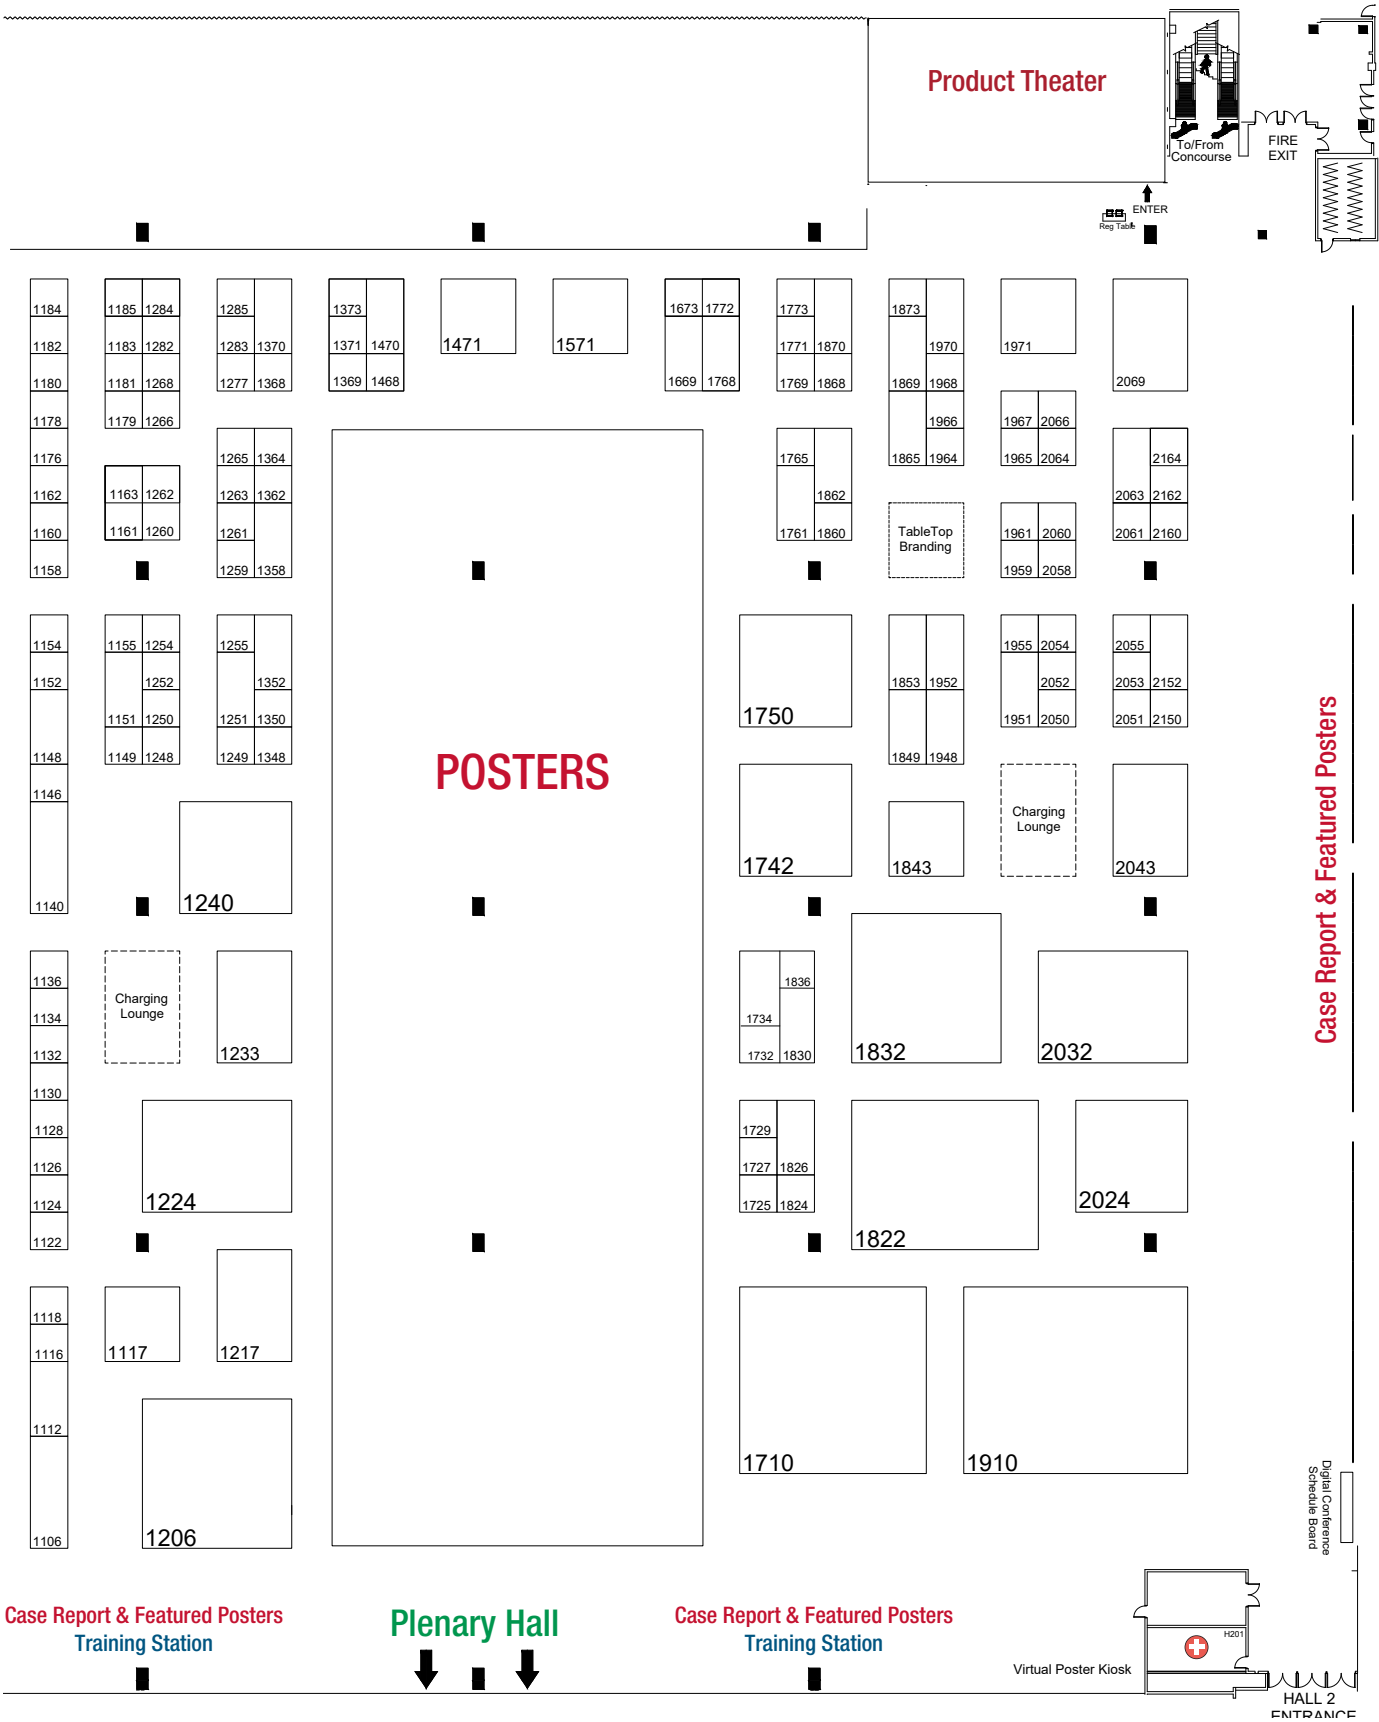 Product Theater
To/From
Concourse
FIRE
EXIT
ENTER
Reg Table
1184 1185 1284 1285 1373 1673 1772 1773 1873
1182 1183 1282 1283 1370 1371 1470 1471 1571 1771 1870 1970 1971
1180 1181 1268 1277 1368 1369 1468 1669 1768 1769 1868 1869 1968 2069
1178 1179 1266 1966 1967 2066
1176 1265 1364 1765 1865 1964 1965 2064 2164
1162 1163 1262 1263 1362 1862 2063 2162
1160 1161 1260 1261 1761 1860 1961 2060 2061 2160
TableTop
Branding
1158 1259 1358 1959 2058
1154 1155 1254 1255 1955 2054 2055
1152 1252 1352 1853 1952 2052 2053 2152
1151 1250 1251 1350 1750 1951 2050 2051 2150
1148 1149 1248 1249 1348 1849 1948
POSTERS
Case Report & Featured Posters
1146
Charging
Lounge
1742 1843 2043
1140 1240
1136 1836
Charging
Lounge
1134 1734
1132 1233 1732 1830 1832 2032
1130
1128 1729
1126 1727 1826
1124 1224 1725 1824 2024
1122 1822
1118
1116 1117 1217
1112
1710 1910
1106 1206
Digital Conference
Schedule Board
Case Report & Featured Posters
Training Station
Plenary Hall
Case Report & Featured Posters
Training Station
H201
Virtual Poster Kiosk
HALL 2
ENTRANCE